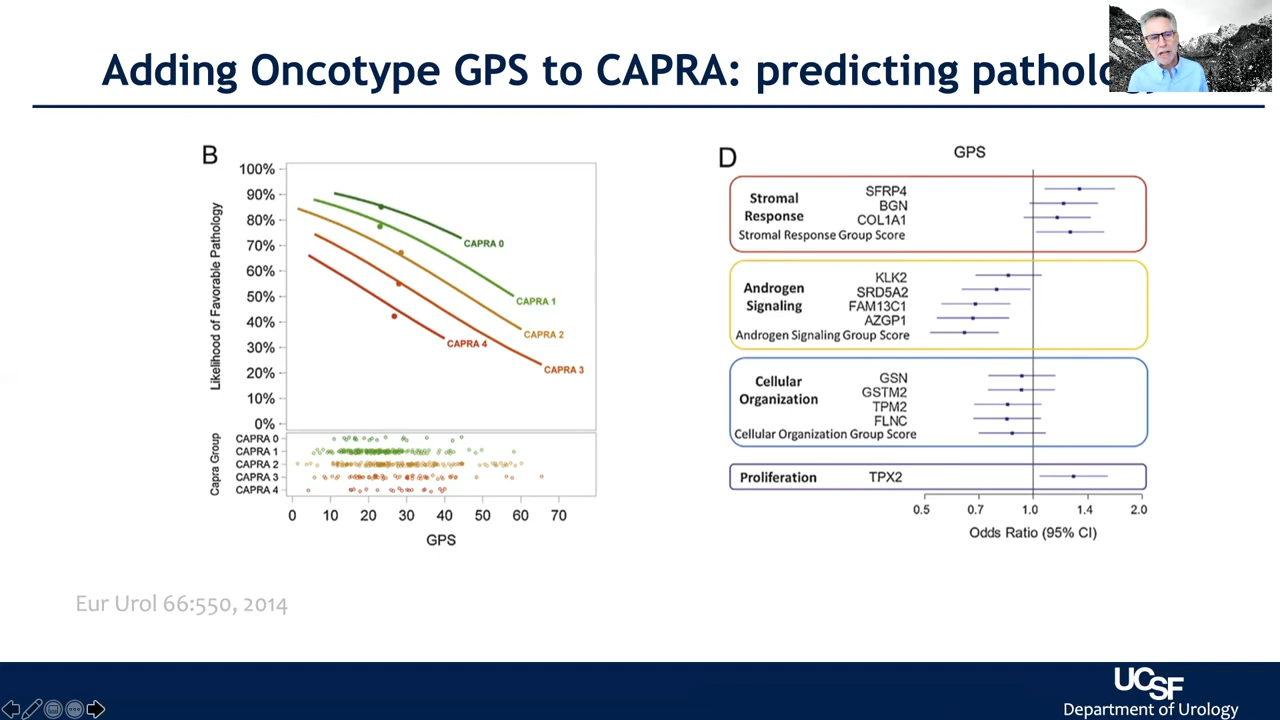 Adding Oncotype GPS to CAPRA: predicting patholo
B
Likelihood of Favorable Pathology
100%
90%
80%
70%
60%
50%
40%
30%
20%
10%
0%
CAPRA 0
CAPRA 1
CAPRA 2
CAPRA 4
CAPRA 3
Capra Group
CAPRA 0
CAPRA 1
CAPRA 2
CAPRA 3
CAPRA 4
0 10 20 30 40 50 60 70
GPS
D
GPS
Stromal
Response
SFRP4
BGN
COL1A1
Stromal Response Group Score
Androgen
Signaling
KLK2
SRD5A2
FAM13C1
AZGP1
Androgen Signaling Group Score
Cellular
Organization
GSN
GSTM2
TPM2
FLNC
Cellular Organization Group Score
Proliferation
TPX2
0.5 0.7 1.0 1.4 2.0
Odds Ratio (95% CI)
Eur Urol 66:550, 2014
UCSF
Department of Urology